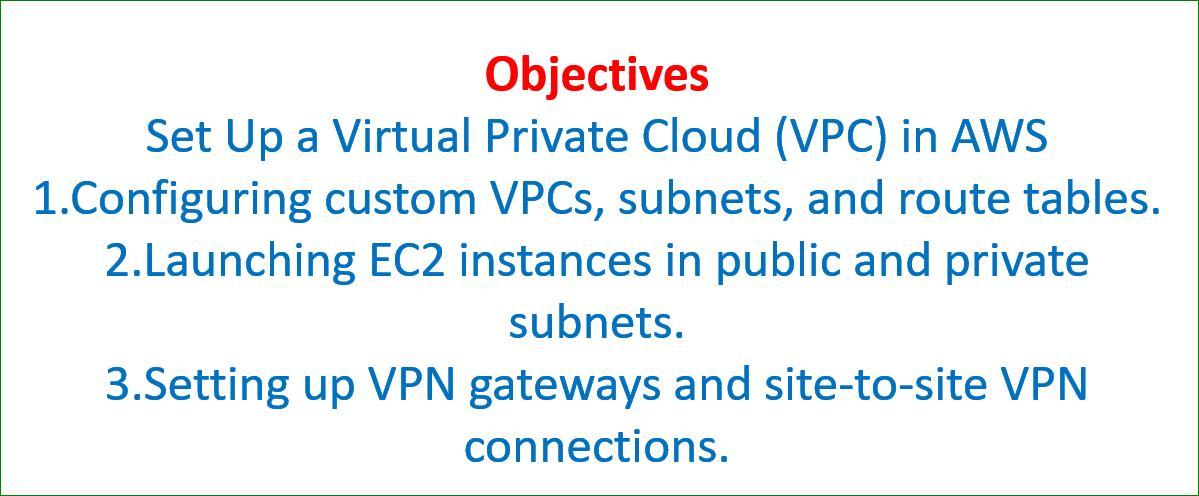 Objectives
Set Up a Virtual Private Cloud (VPC) in AWS
1.Configuring custom VPCs, subnets, and route tables.
2.Launching EC2 instances in public and private
subnets.
3.Setting up VPN gateways and site-to-site VPN
connections.